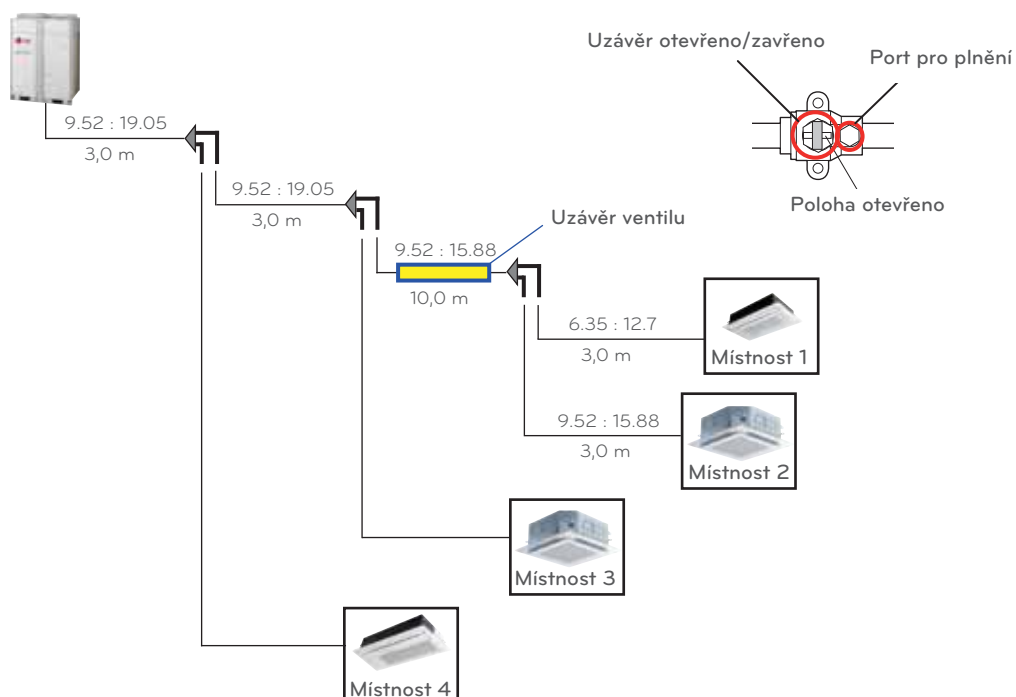 Uzávěr otevřeno/zavřeno
Port pro plnění
Poloha otevřeno
9.52 : 19.05
3,0 m
9.52 : 19.05
3,0 m
Uzávěr ventilu
9.52 : 15.88
10,0 m
6.35 : 12.7
3,0 m
Místnost 1
9.52 : 15.88
3,0 m
Místnost 2
Místnost 3
Místnost 4